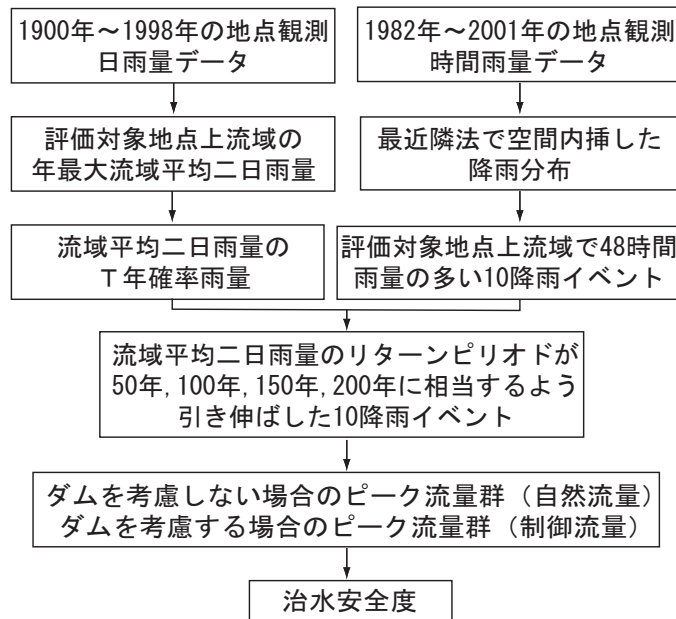 1900年～1998年の地点観測
日雨量データ
評価対象地点上流域の
年最大流域平均二日雨量
流域平均二日雨量の
Ｔ年確率雨量
1982年～2001年の地点観測
時間雨量データ
最近隣法で空間内挿した
降雨分布
評価対象地点上流域で48時間
雨量の多い10降雨イベント
流域平均二日雨量のリターンピリオドが
50年, 100年, 150年, 200年に相当するよう
引き伸ばした10降雨イベント
ダムを考慮しない場合のピーク流量群（自然流量）
ダムを考慮する場合のピーク流量群（制御流量）
治水安全度